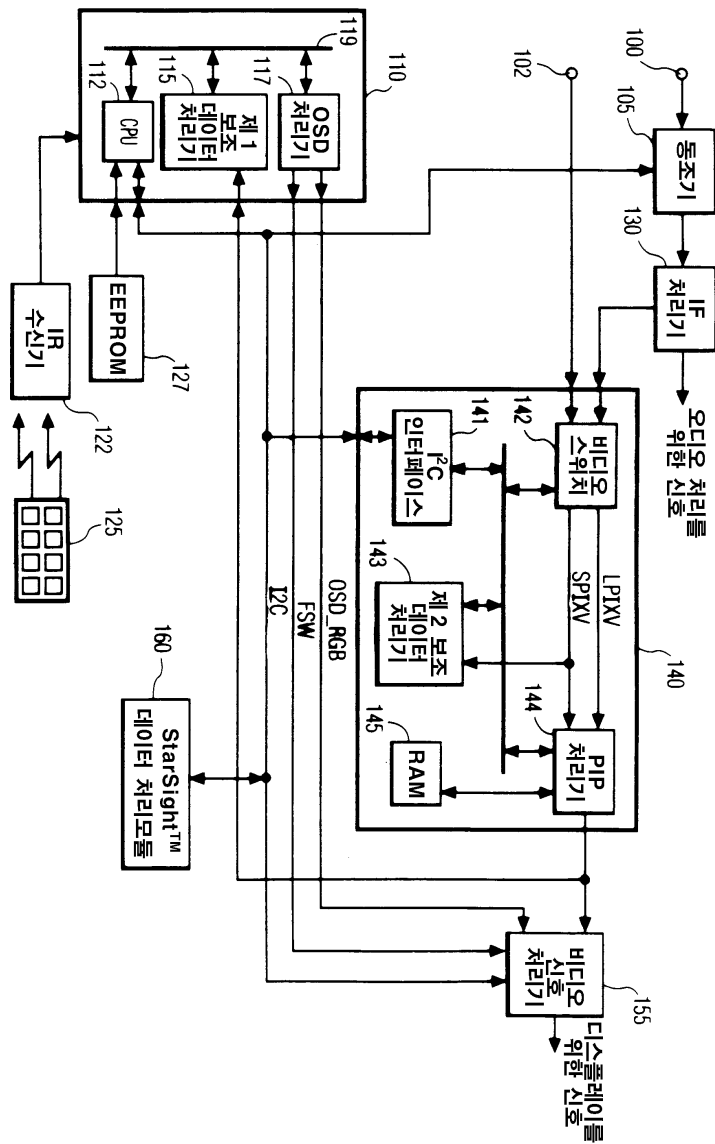 100
105
동조기
130
IF
처리기
오디오 처리를
위한 신호
102
142
비디오
스위치
LPIXV
SPIXV
140
144
PIP
처리기
145
RAM
141
I²C
인터페이스
143
제 2 보조
데이터
처리기
155
비디오
신호
처리기
디스플레이를
위한 신호
110
119
117
OSD
처리기
115
제 1
보조
데이터
처리기
112
CPU
OSD_RGB
FSW
I2C
EEPROM
127
IR
수신기
122
125
160
StarSight™
데이터 처리모듈